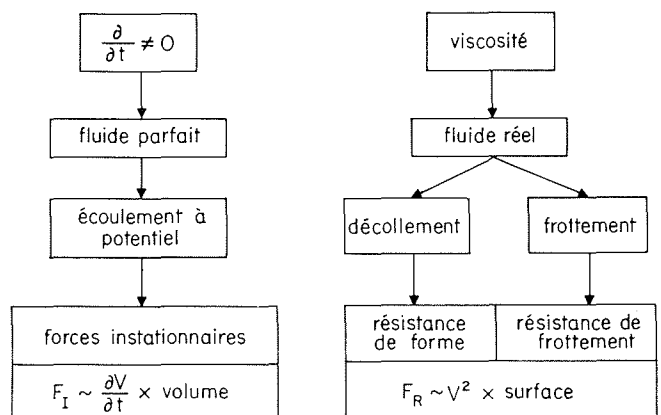 ∂/∂t ≠ 0
fluide parfait
écoulement à
potentiel
forces instationnaires
F_I ~ ∂V/∂t × volume
viscosité
fluide réel
décollement
frottement
résistance
de forme
résistance de
frottement
F_R ~ V² × surface